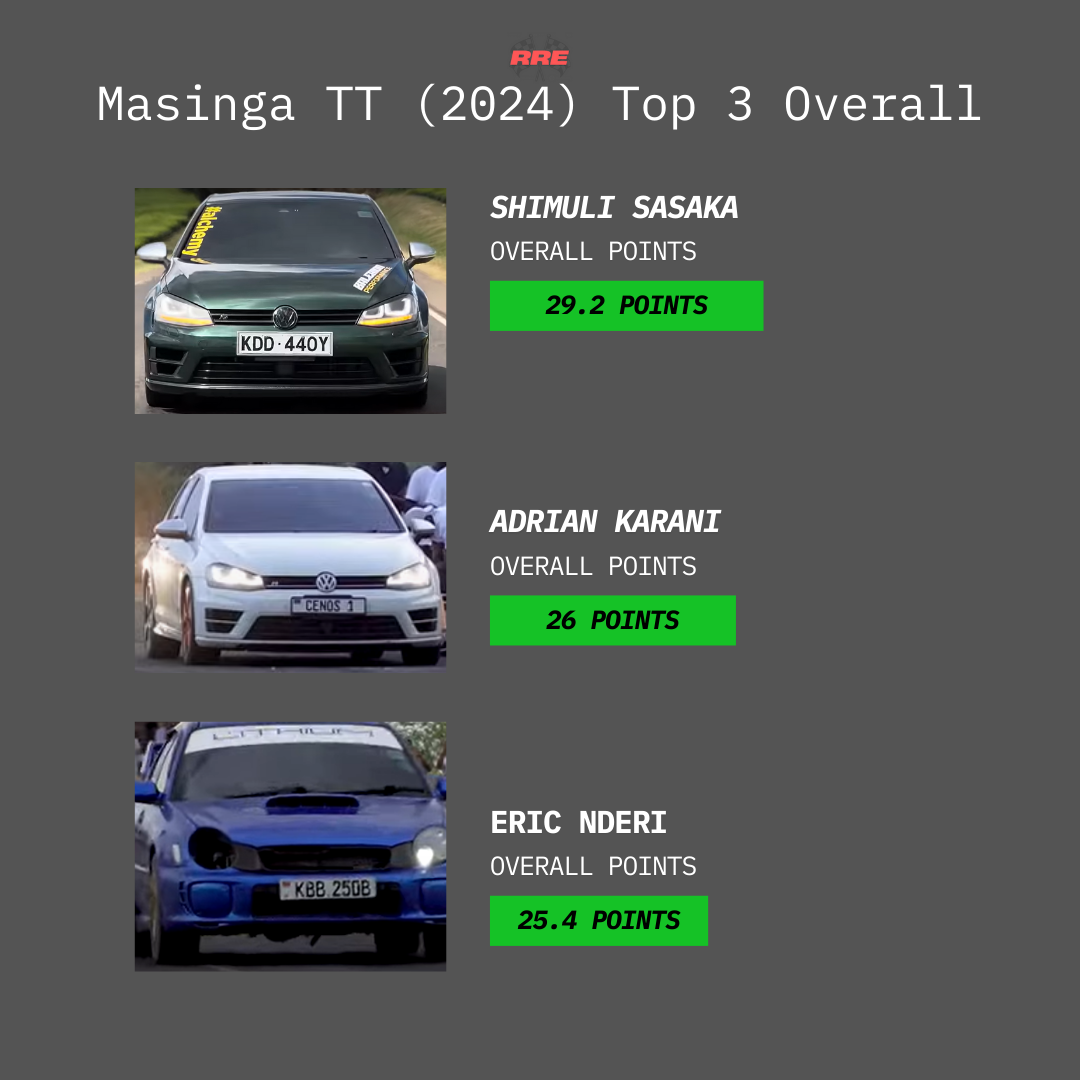 RRE
Masinga TT (2024) Top 3 Overall
#alchemy
PERFORMANCE
KDD·440Y
SHIMULI SASAKA
OVERALL POINTS
29.2 POINTS
CENOS 1
ADRIAN KARANI
OVERALL POINTS
26 POINTS
LITHIUM
KBB 250B
ERIC NDERI
OVERALL POINTS
25.4 POINTS